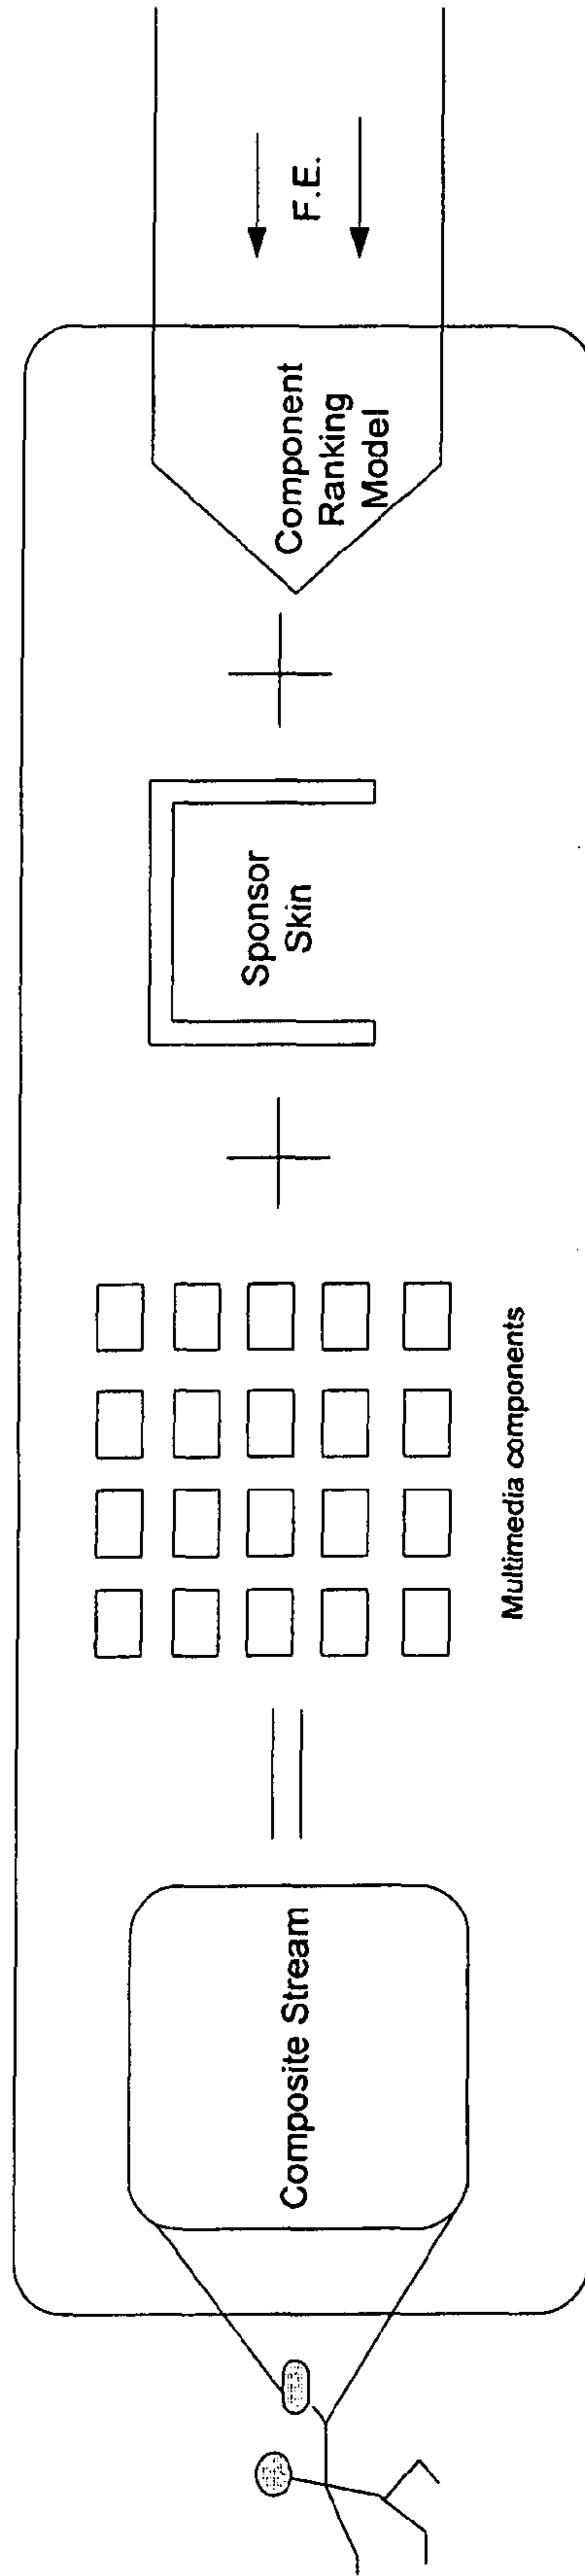 Composite Stream
Multimedia components
Sponsor
Skin
Component
Ranking
Model
F.E.